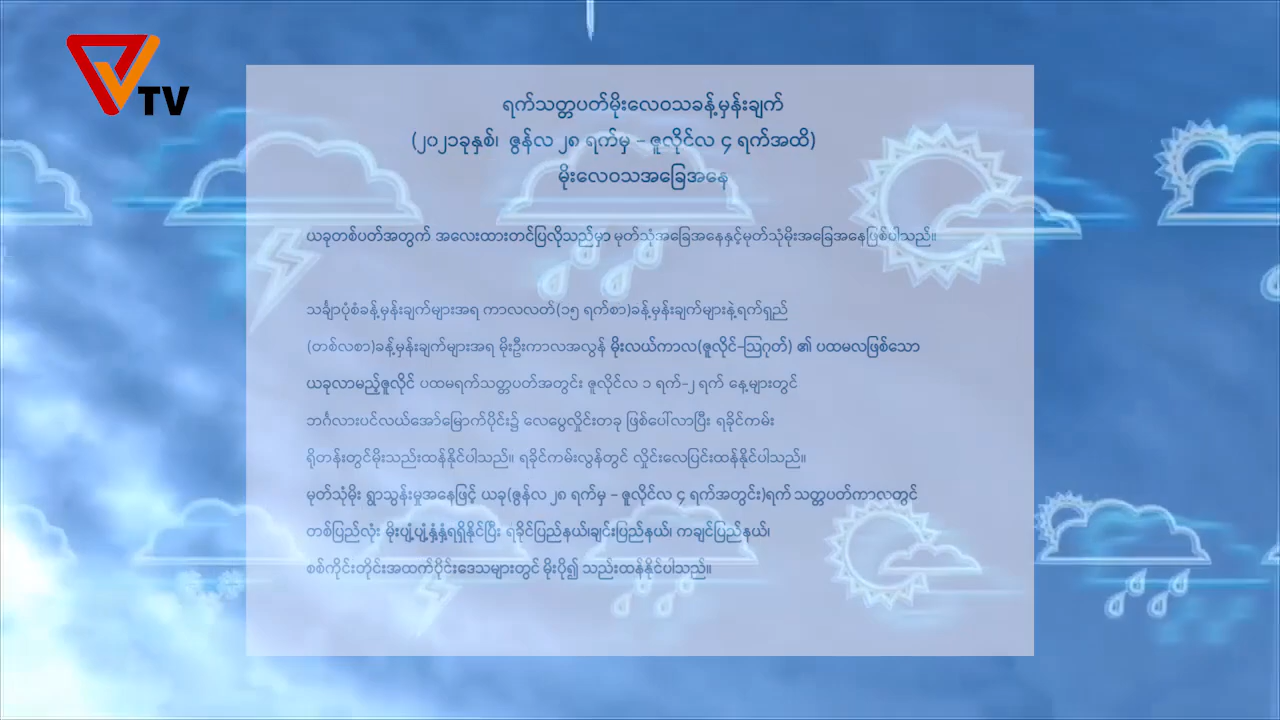 TV
ရက်သတ္တပတ်မိုးလေဝသခန့်မှန်းချက်
(၂၀၂၁ခုနှစ်၊ ဇွန်လ ၂၈ ရက်မှ – ဇူလိုင်လ ၄ ရက်အထိ)
မိုးလေဝသအခြေအနေ
ယခုတစ်ပတ်အတွက် အလေးထားတင်ပြလိုသည်မှာ မုတ်သုံအခြေအနေနှင့်မုတ်သုံမိုးအခြေအနေဖြစ်ပါသည်။
သင်္ချာပုံစံခန့်မှန်းချက်များအရ ကာလလတ်(၁၅ ရက်စာ)ခန့်မှန်းချက်များနဲ့ရက်ရှည်
(တစ်လစာ)ခန့်မှန်းချက်များအရ မိုးဦးကာလအလွန် မိုးလယ်ကာလ(ဇူလိုင်–ဩဂုတ်) ၏ ပထမလဖြစ်သော
ယခုလာမည့်ဇူလိုင် ပထမရက်သတ္တပတ်အတွင်း ဇူလိုင်လ ၁ ရက်–၂ ရက် နေ့များတွင်
ဘင်္ဂလားပင်လယ်အော်မြောက်ပိုင်း၌ လေပွေလှိုင်းတခု ဖြစ်ပေါ်လာပြီး ရခိုင်ကမ်း
ရိုတန်းတွင်မိုးသည်းထန်နိုင်ပါသည်။ ရခိုင်ကမ်းလွန်တွင် လှိုင်းလေပြင်းထန်နိုင်ပါသည်။
မုတ်သုံမိုး ရွာသွန်းမှုအနေဖြင့် ယခု(ဇွန်လ ၂၈ ရက်မှ – ဇူလိုင်လ ၄ ရက်အတွင်း)ရက် သတ္တပတ်ကာလတွင်
တစ်ပြည်လုံး မိုးပျံ့ပျံ့နှံ့နှံ့ရရှိနိုင်ပြီး ရခိုင်ပြည်နယ်၊ချင်းပြည်နယ်၊ ကချင်ပြည်နယ်၊
စစ်ကိုင်းတိုင်းအထက်ပိုင်းဒေသများတွင် မိုးပို၍ သည်းထန်နိုင်ပါသည်။